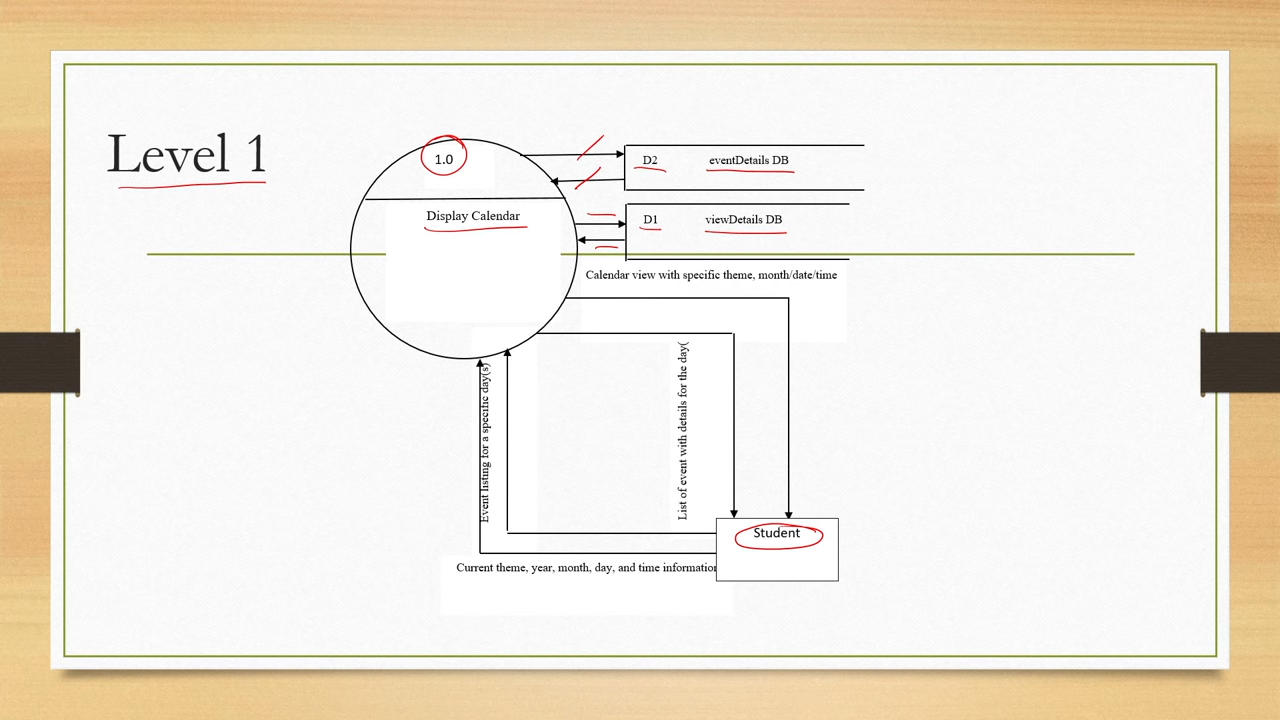 Level 1
1.0
Display Calendar
D2 eventDetails DB
D1 viewDetails DB
Calendar view with specific theme, month/date/time
Event listing for a specific day(s)
List of event with details for the day(
Student
Current theme, year, month, day, and time information